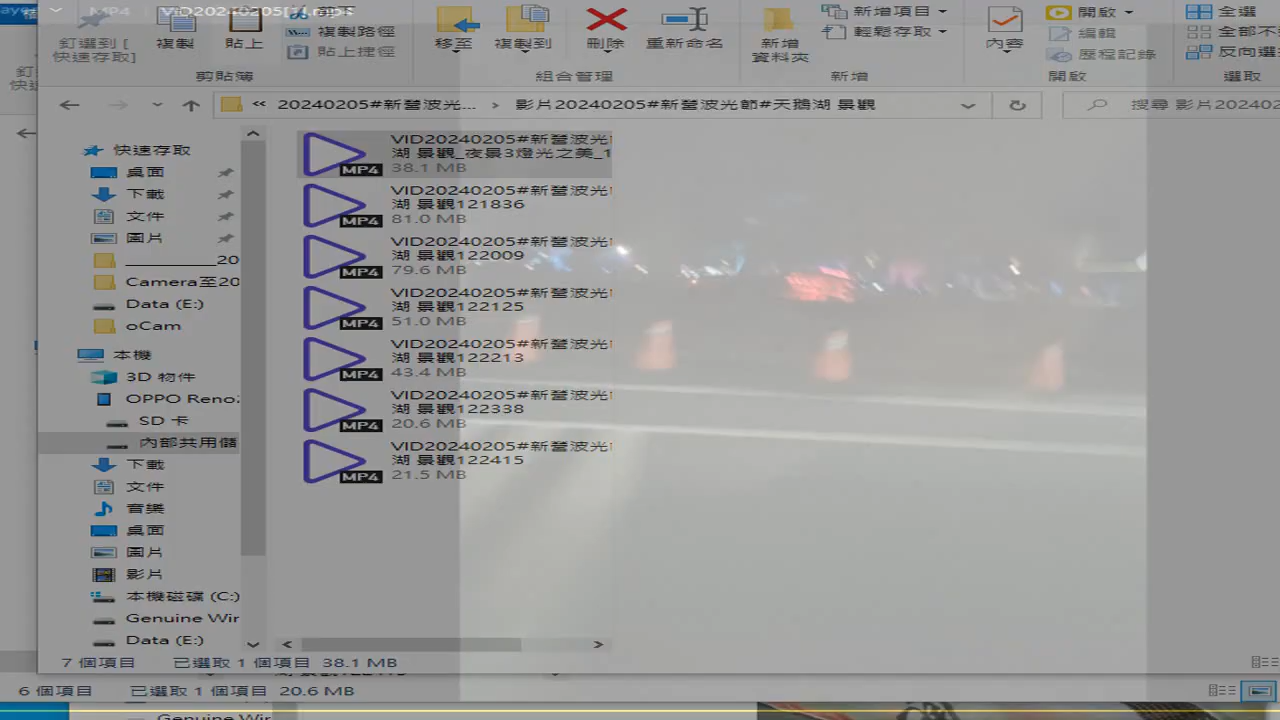 MP4 VID20240205[1].mp4
釘選到 [
快速存取]
複製
貼上
複製路徑
貼上捷徑
剪貼簿
移至
複製到
刪除
重新命名
組合管理
新增
資料夾
新增項目
輕鬆存取
新增
內容
開啟
編輯
歷程記錄
開啟
全選
全部不
反向選
選取
« 20240205#新營波光... › 影片20240205#新營波光節#天鵝湖 景觀
搜尋 影片202402
快速存取
桌面
下載
文件
圖片
__________20
Camera至20
Data (E:)
oCam
本機
3D 物件
OPPO Reno
SD 卡
內部共用儲
下載
文件
音樂
桌面
圖片
影片
本機磁碟 (C:)
Genuine Wir
Data (E:)
VID20240205#新營波光
湖 景觀_夜景3燈光之美_1
38.1 MB
MP4
VID20240205#新營波光
湖 景觀121836
81.0 MB
MP4
VID20240205#新營波光
湖 景觀122009
79.6 MB
MP4
VID20240205#新營波光
湖 景觀122125
51.0 MB
MP4
VID20240205#新營波光
湖 景觀122213
43.4 MB
MP4
VID20240205#新營波光
湖 景觀122338
20.6 MB
MP4
VID20240205#新營波光
湖 景觀122415
21.5 MB
MP4
7 個項目 已選取 1 個項目 38.1 MB
6 個項目 已選取 1 個項目 20.6 MB
Genuine Wir